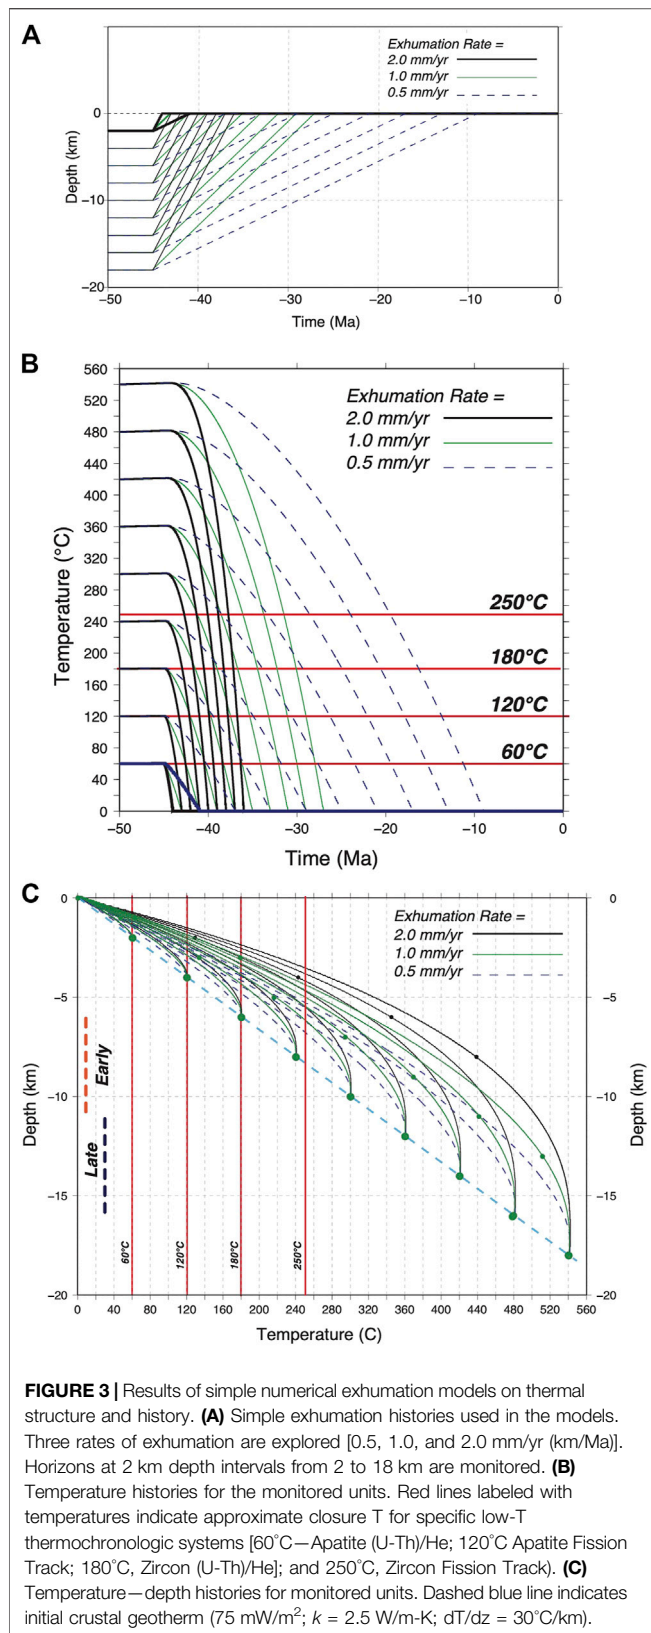 A
Exhumation Rate =
2.0 mm/yr
1.0 mm/yr
0.5 mm/yr
0
−10
−20
Depth (km)
−50 −40 −30 −20 −10 0
Time (Ma)
B
560
520
480
440
400
360
320
280
240
200
160
120
80
40
0
Temperature (°C)
Exhumation Rate =
2.0 mm/yr
1.0 mm/yr
0.5 mm/yr
250°C
180°C
120°C
60°C
−50 −40 −30 −20 −10 0
Time (Ma)
C
Exhumation Rate =
2.0 mm/yr
1.0 mm/yr
0.5 mm/yr
0
−5
−10
−15
−20
Depth (km)
Early
Late
60°C
120°C
180°C
250°C
0
−5
−10
−15
−20
Depth (km)
0 40 80 120 160 200 240 280 320 360 400 440 480 520 560
Temperature (C)
FIGURE 3 | Results of simple numerical exhumation models on thermal
structure and history. (A) Simple exhumation histories used in the models.
Three rates of exhumation are explored [0.5, 1.0, and 2.0 mm/yr (km/Ma)].
Horizons at 2 km depth intervals from 2 to 18 km are monitored. (B)
Temperature histories for the monitored units. Red lines labeled with
temperatures indicate approximate closure T for specific low-T
thermochronologic systems [60°C—Apatite (U-Th)/He; 120°C Apatite Fission
Track; 180°C, Zircon (U-Th)/He]; and 250°C, Zircon Fission Track). (C)
Temperature—depth histories for monitored units. Dashed blue line indicates
initial crustal geotherm (75 mW/m²; k = 2.5 W/m-K; dT/dz = 30°C/km).